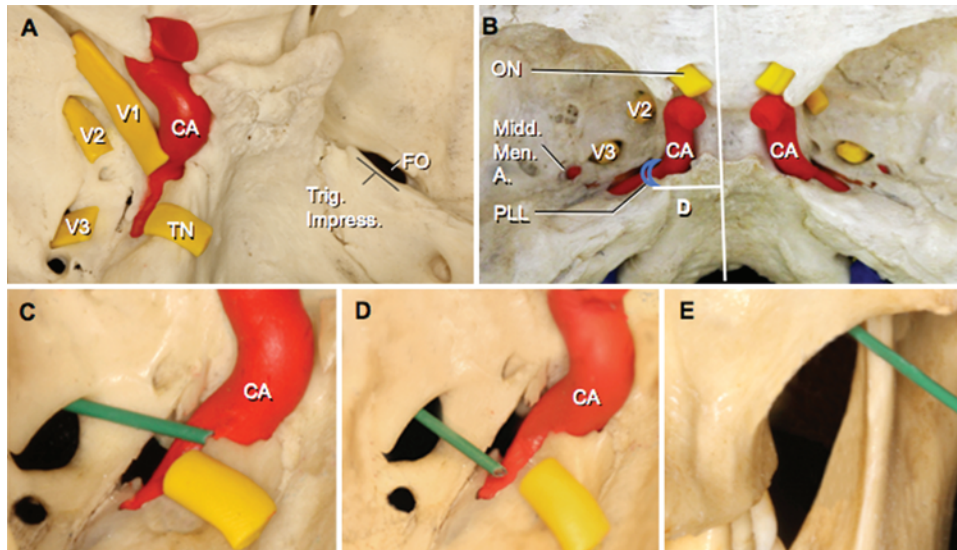 A
V1
V2
CA
FO
Trig.
Impress.
V3
TN
B
ON
V2
Midd.
Men.
A.
V3
CA
CA
PLL
D
C
CA
D
CA
E